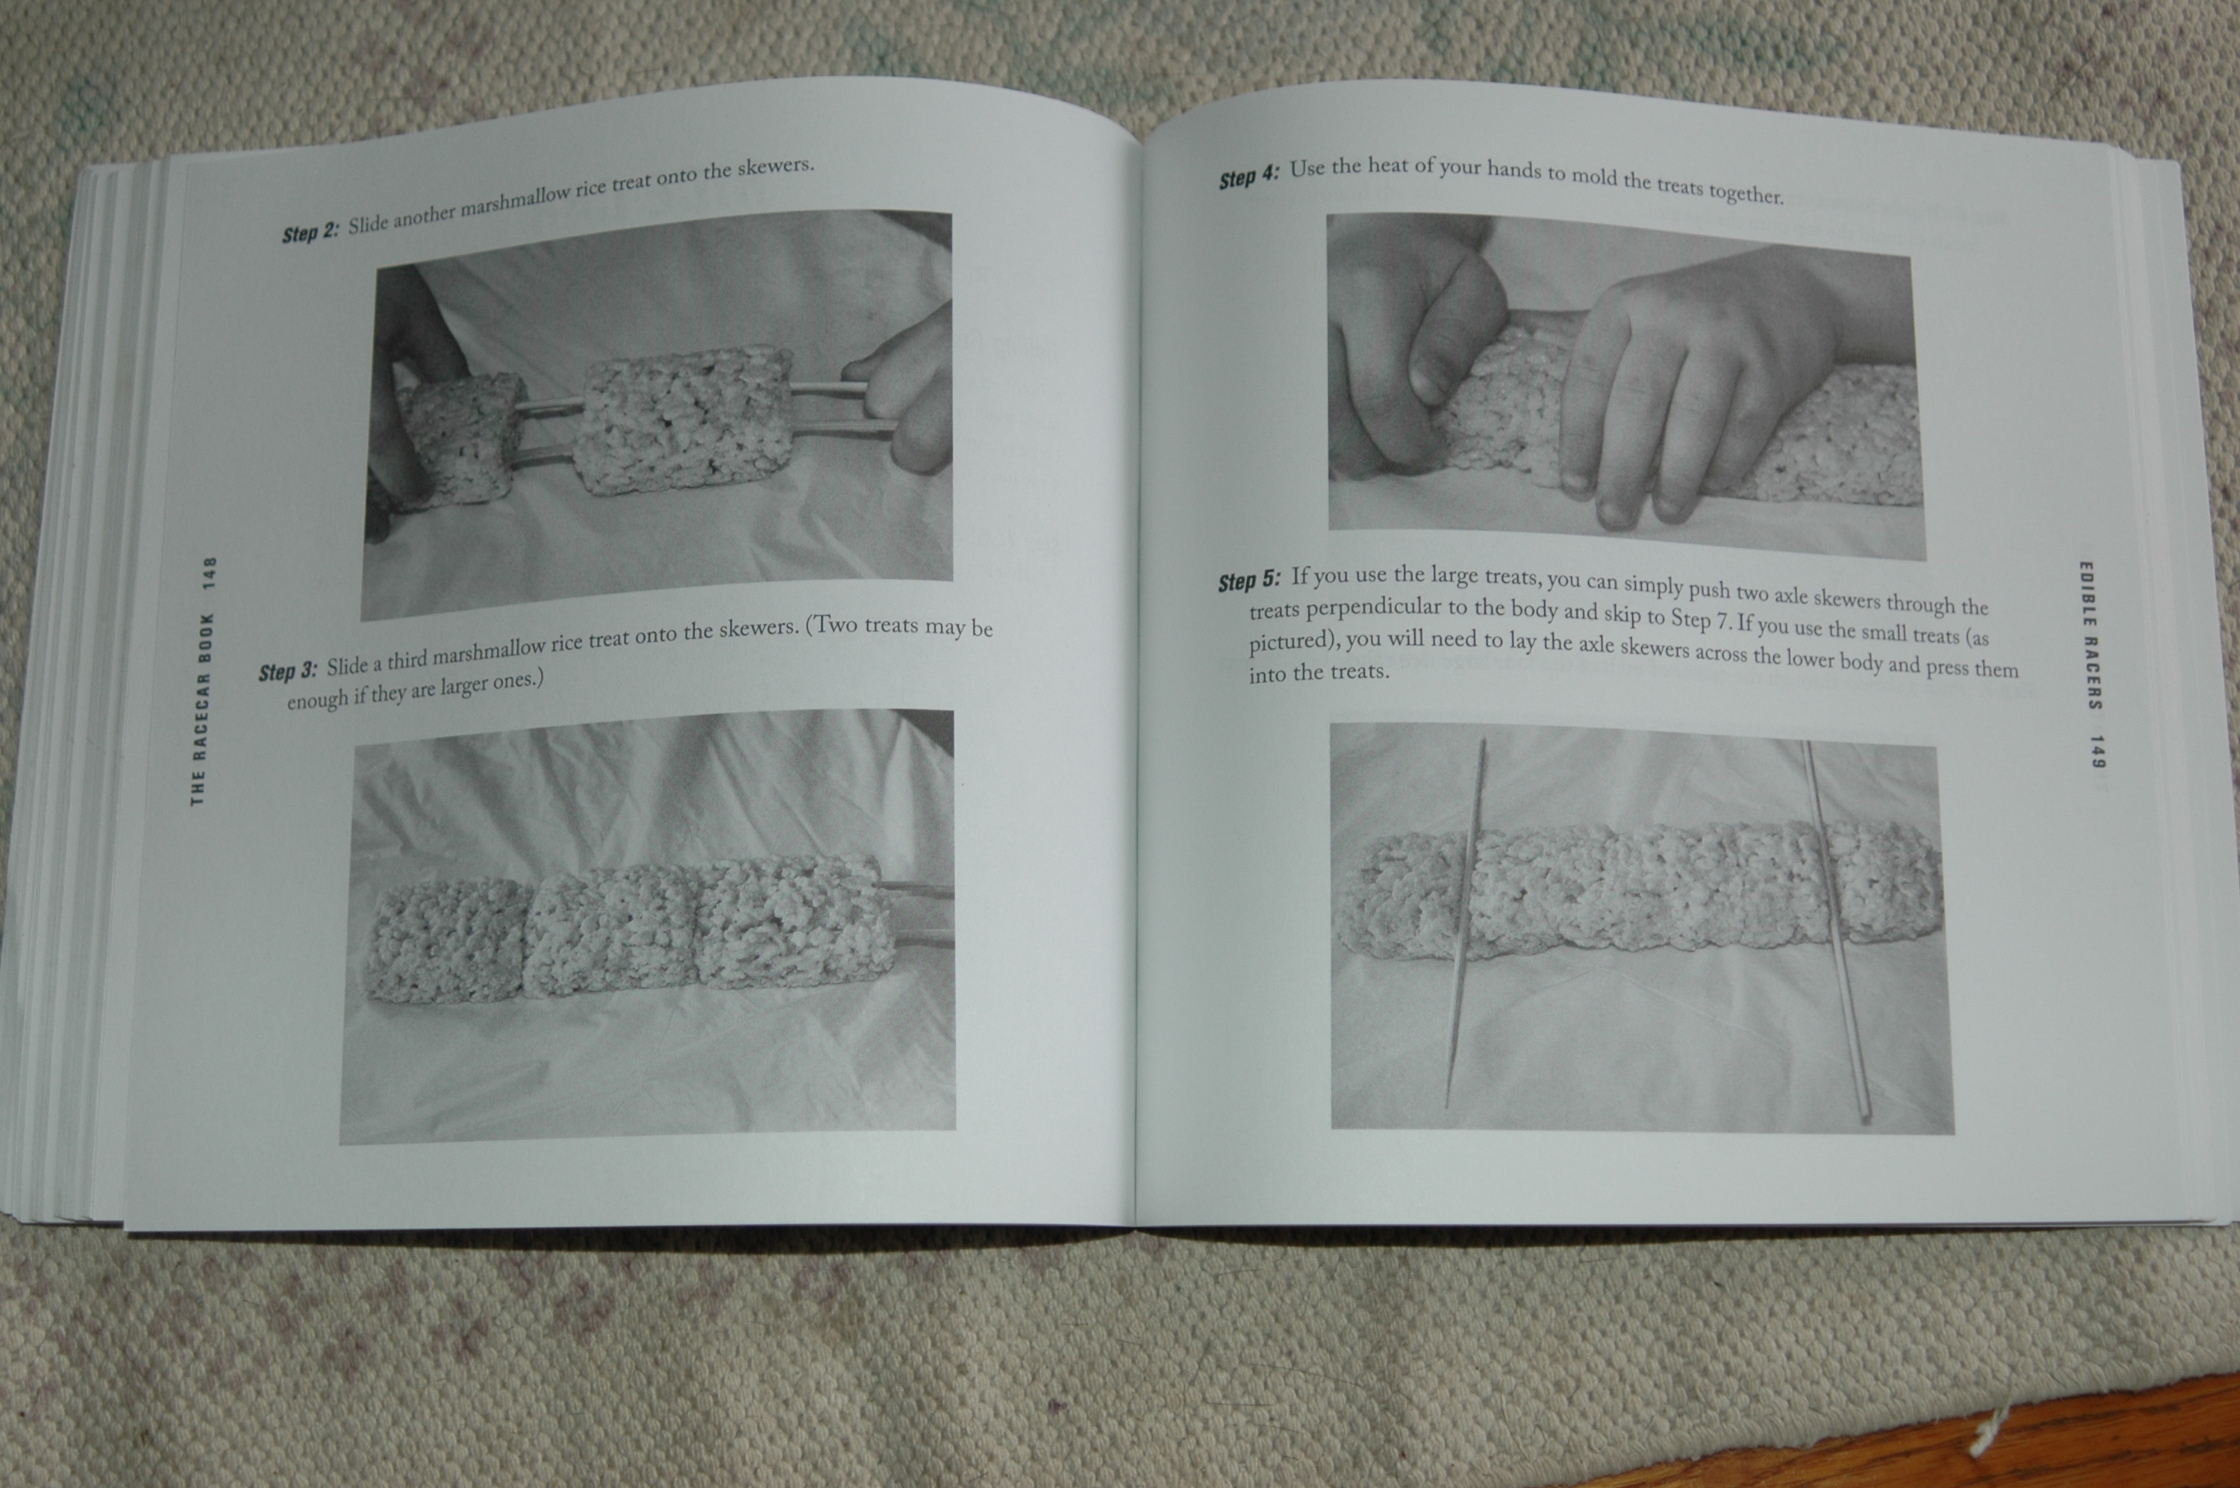 Step 2: Slide another marshmallow rice treat onto the skewers.
Step 3: Slide a third marshmallow rice treat onto the skewers. (Two treats may be
enough if they are larger ones.)
THE RACECAR BOOK 148
Step 4: Use the heat of your hands to mold the treats together.
Step 5: If you use the large treats, you can simply push two axle skewers through the
treats perpendicular to the body and skip to Step 7. If you use the small treats (as
pictured), you will need to lay the axle skewers across the lower body and press them
into the treats.
EDIBLE RACERS 149